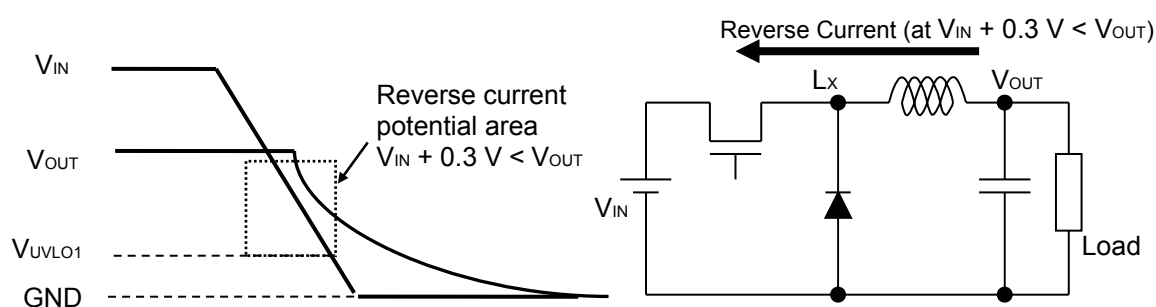 VIN
VOUT
VUVLO1
GND
Reverse current
potential area
VIN + 0.3 V < VOUT
Reverse Current (at VIN + 0.3 V < VOUT)
LX
VOUT
VIN
Load